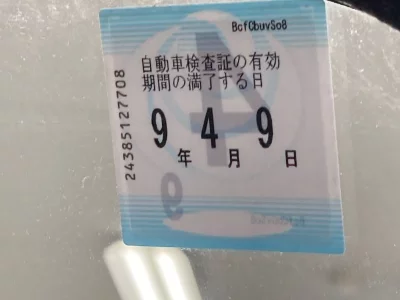 BcfCbuvSo8
自動車検査証の有効
期間の満了する日
9年 4月 9日
24385127708